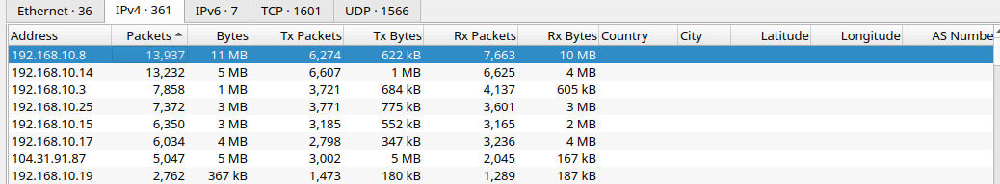 Ethernet · 36 IPv4 · 361 IPv6 · 7 TCP · 1601 UDP · 1566
Address Packets Bytes Tx Packets Tx Bytes Rx Packets Rx Bytes Country City Latitude Longitude AS Numbe
192.168.10.8 13,937 11 MB 6,274 622 kB 7,663 10 MB
192.168.10.14 13,232 5 MB 6,607 1 MB 6,625 4 MB
192.168.10.3 7,858 1 MB 3,721 684 kB 4,137 605 kB
192.168.10.25 7,372 3 MB 3,771 775 kB 3,601 3 MB
192.168.10.15 6,350 3 MB 3,185 552 kB 3,165 2 MB
192.168.10.17 6,034 4 MB 2,798 347 kB 3,236 4 MB
104.31.91.87 5,047 5 MB 3,002 5 MB 2,045 167 kB
192.168.10.19 2,762 367 kB 1,473 180 kB 1,289 187 kB